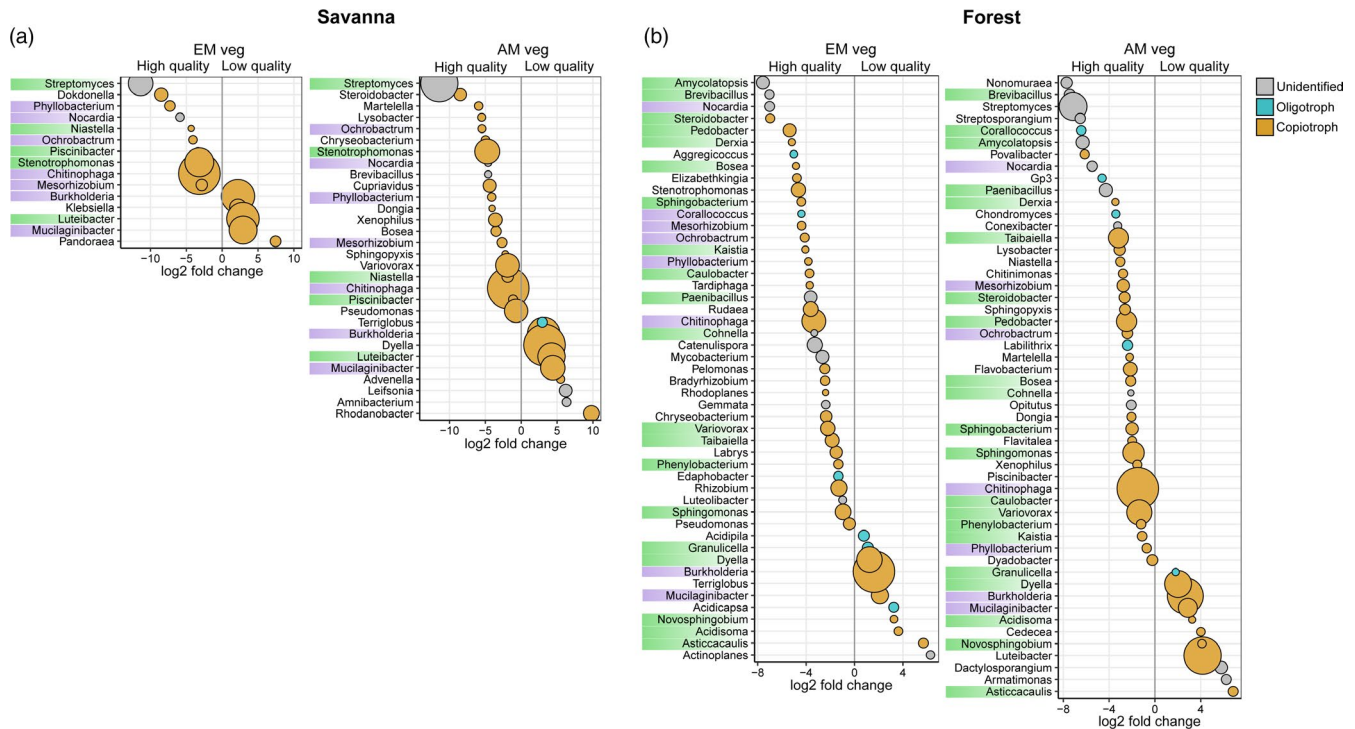 Savanna
Forest
(a)
EM veg
High quality
Low quality
Streptomyces
Dokdonella
Phyllobacterium
Nocardia
Niastella
Ochrobactrum
Piscinibacter
Stenotrophomonas
Chitinophaga
Mesorhizobium
Burkholderia
Klebsiella
Luteibacter
Mucilaginibacter
Pandoraea
−10 −5 0 5 10
log2 fold change
AM veg
High quality
Low quality
Streptomyces
Steroidobacter
Martelella
Lysobacter
Ochrobactrum
Chryseobacterium
Stenotrophomonas
Nocardia
Brevibacillus
Cupriavidus
Phyllobacterium
Dongia
Xenophilus
Bosea
Mesorhizobium
Sphingopyxis
Variovorax
Niastella
Chitinophaga
Piscinibacter
Pseudomonas
Terriglobus
Burkholderia
Dyella
Luteibacter
Mucilaginibacter
Advenella
Leifsonia
Amnibacterium
Rhodanobacter
−10 −5 0 5 10
log2 fold change
(b)
EM veg
High quality
Low quality
Amycolatopsis
Brevibacillus
Nocardia
Steroidobacter
Pedobacter
Derxia
Aggregicoccus
Bosea
Elizabethkingia
Stenotrophomonas
Sphingobacterium
Corallococcus
Mesorhizobium
Ochrobactrum
Kaistia
Phyllobacterium
Caulobacter
Tardiphaga
Paenibacillus
Rudaea
Chitinophaga
Cohnella
Catenulispora
Mycobacterium
Pelomonas
Bradyrhizobium
Rhodoplanes
Gemmata
Chryseobacterium
Variovorax
Taibaiella
Labrys
Phenylobacterium
Edaphobacter
Rhizobium
Luteolibacter
Sphingomonas
Pseudomonas
Acidipila
Granulicella
Dyella
Burkholderia
Terriglobus
Mucilaginibacter
Acidicapsa
Novosphingobium
Acidisoma
Asticcacaulis
Actinoplanes
−8 −4 0 4
log2 fold change
AM veg
High quality
Low quality
Nonomuraea
Brevibacillus
Streptomyces
Streptosporangium
Corallococcus
Amycolatopsis
Povalibacter
Nocardia
Gp3
Paenibacillus
Derxia
Chondromyces
Conexibacter
Taibaiella
Lysobacter
Niastella
Chitinimonas
Mesorhizobium
Steroidobacter
Sphingopyxis
Pedobacter
Ochrobactrum
Labilithrix
Martelella
Flavobacterium
Bosea
Cohnella
Opitutus
Dongia
Sphingobacterium
Flavitalea
Sphingomonas
Xenophilus
Piscinibacter
Chitinophaga
Caulobacter
Variovorax
Phenylobacterium
Kaistia
Phyllobacterium
Dyadobacter
Granulicella
Dyella
Burkholderia
Mucilaginibacter
Acidisoma
Cedecea
Novosphingobium
Luteibacter
Dactylosporangium
Armatimonas
Asticcacaulis
−8 −4 0 4
log2 fold change
Unidentified
Oligotroph
Copiotroph